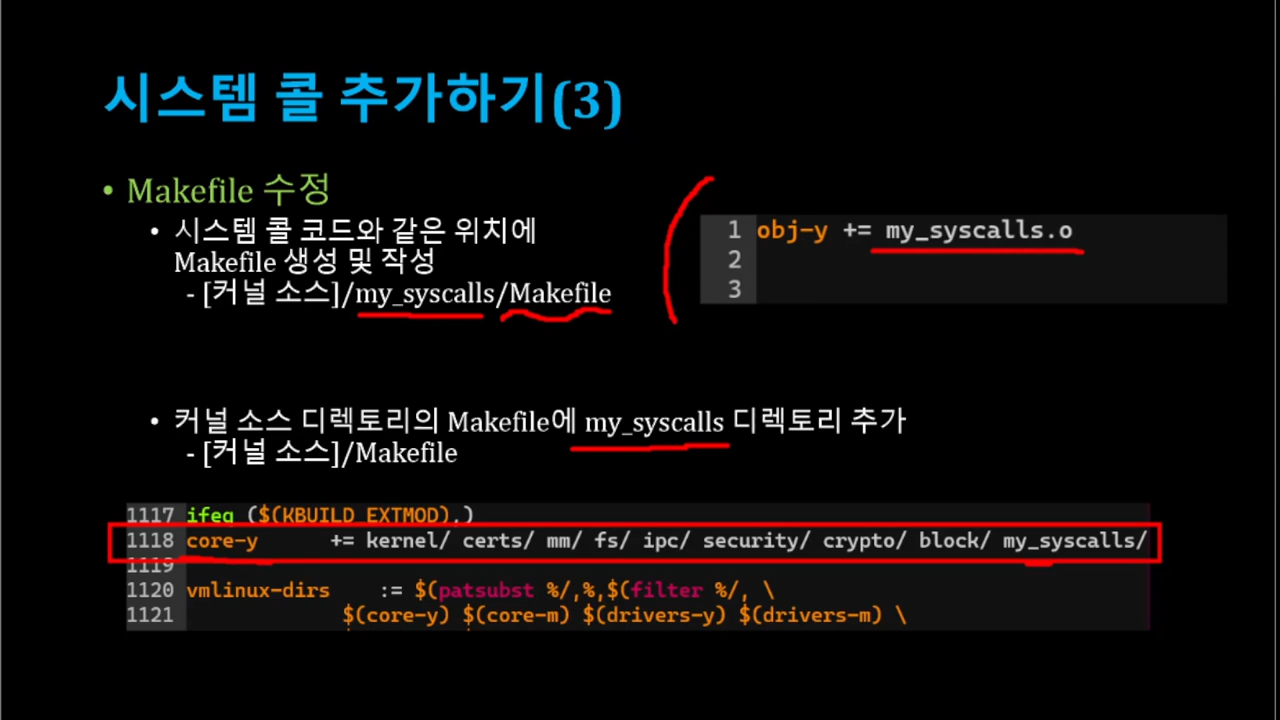 시스템 콜 추가하기(3)
• Makefile 수정
• 시스템 콜 코드와 같은 위치에
Makefile 생성 및 작성
- [커널 소스]/my_syscalls/Makefile
1 obj-y += my_syscalls.o
2
3
• 커널 소스 디렉토리의 Makefile에 my_syscalls 디렉토리 추가
- [커널 소스]/Makefile
1117 ifeq ($(KBUILD_EXTMOD),)
1118 core-y += kernel/ certs/ mm/ fs/ ipc/ security/ crypto/ block/ my_syscalls/
1119
1120 vmlinux-dirs := $(patsubst %/,%,$(filter %/, \
1121 $(core-y) $(core-m) $(drivers-y) $(drivers-m) \